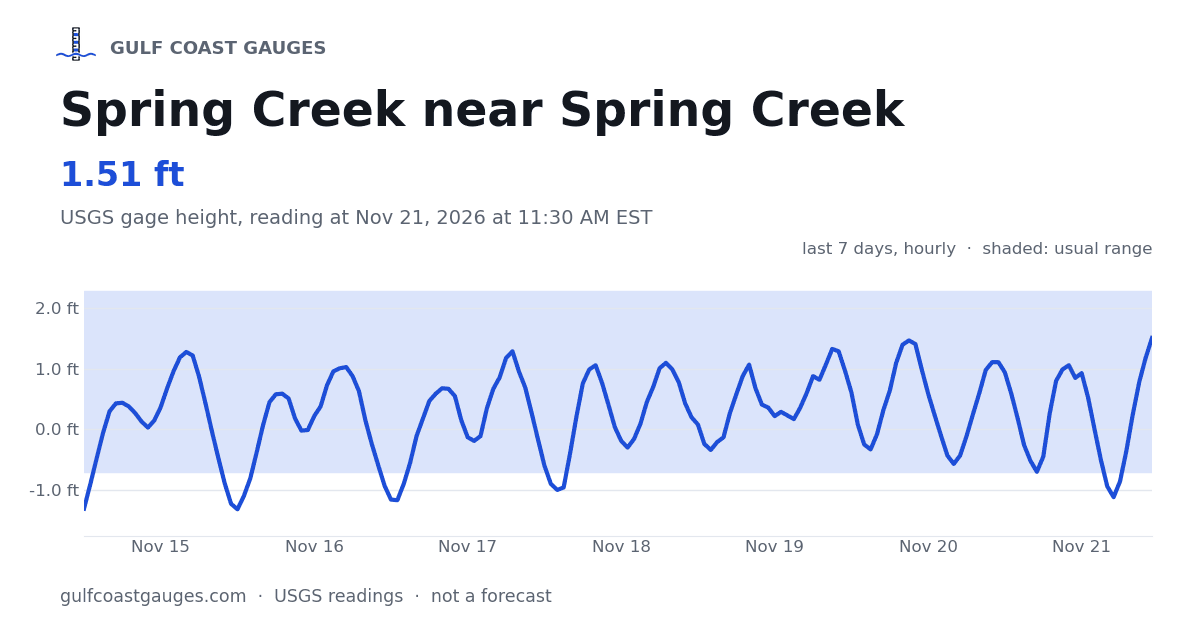 GULF COAST GAUGES
Spring Creek near Spring Creek
1.51 ft
USGS gage height, reading at Nov 21, 2026 at 11:30 AM EST
last 7 days, hourly · shaded: usual range
2.0 ft
1.0 ft
0.0 ft
-1.0 ft
Nov 15 Nov 16 Nov 17 Nov 18 Nov 19 Nov 20 Nov 21
gulfcoastgauges.com · USGS readings · not a forecast